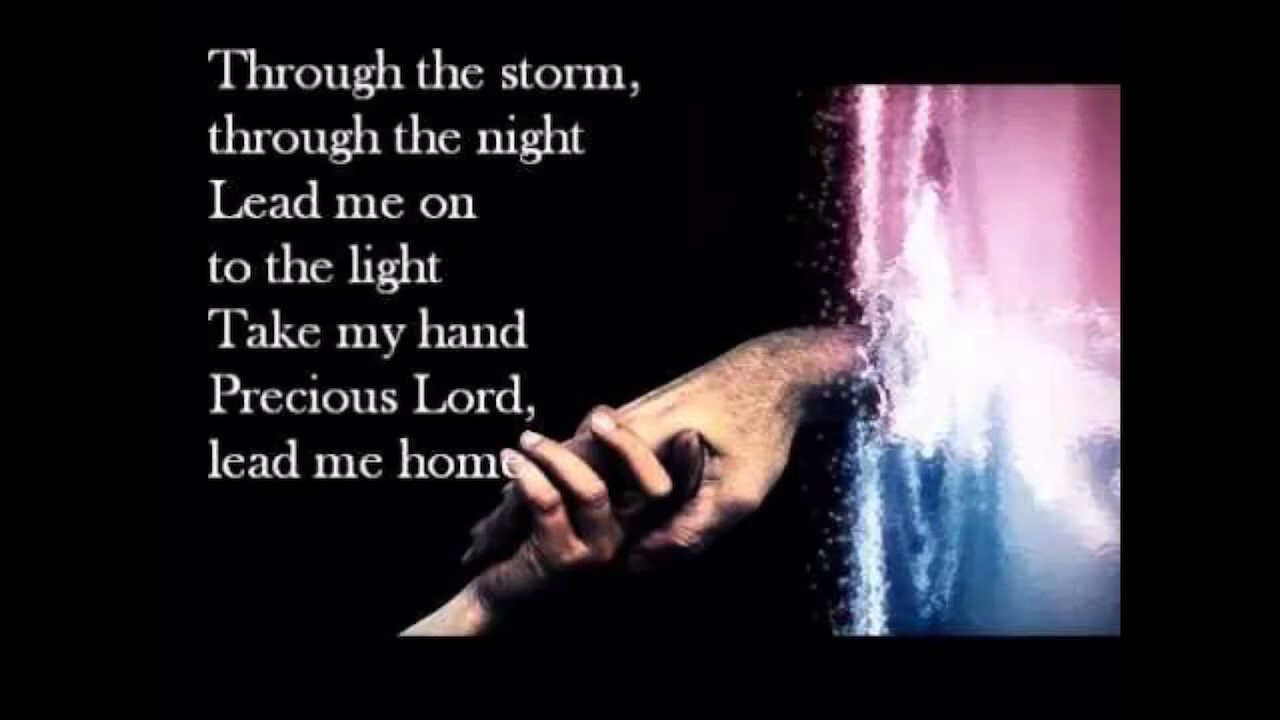 Through the storm,
through the night
Lead me on
to the light
Take my hand
Precious Lord,
lead me home